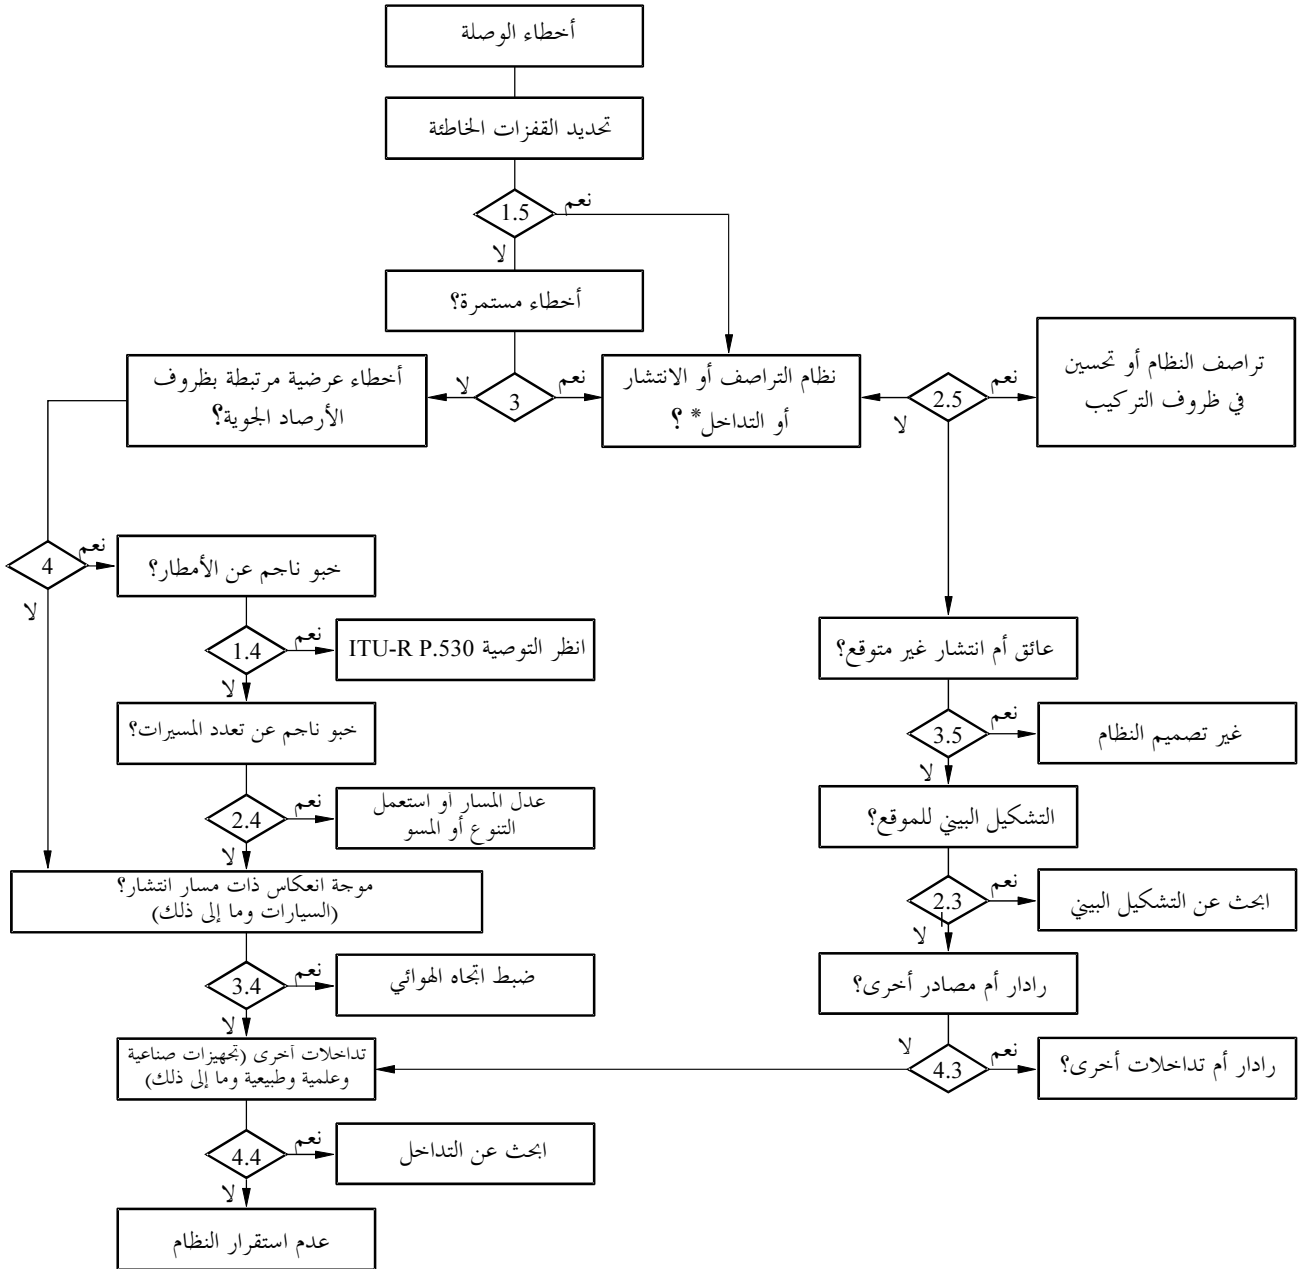 أخطاء الوصلة
تحديد القفزات الخاطئة
نعم
1.5
لا
أخطاء مستمرة؟
أخطاء عرضية مرتبطة بظروف
الأرصاد الجوية؟
لا
3
نعم
نظام التراصف أو الانتشار
أو التداخل* ؟
لا
2.5
نعم
تراصف النظام أو تحسين
في ظروف التركيب
4
نعم
لا
خبو ناجم عن الأمطار؟
1.4
نعم
لا
انظر التوصية ITU-R P.530
خبو ناجم عن تعدد المسيرات؟
2.4
نعم
لا
عدل المسار أو استعمل
التنوع أو المسو
موجة انعكاس ذات مسار انتشار؟
(السيارات وما إلى ذلك)
3.4
نعم
لا
ضبط اتجاه الهوائي
تداخلات أخرى (تجهيزات صناعية
وعلمية وطبيعية وما إلى ذلك)
4.4
نعم
لا
ابحث عن التداخل
عدم استقرار النظام
عائق أم انتشار غير متوقع؟
3.5
نعم
لا
غير تصميم النظام
التشكيل البيني للموقع؟
2.3
نعم
لا
ابحث عن التشكيل البيني
رادار أم مصادر أخرى؟
لا
4.3
نعم
رادار أم تداخلات أخرى؟